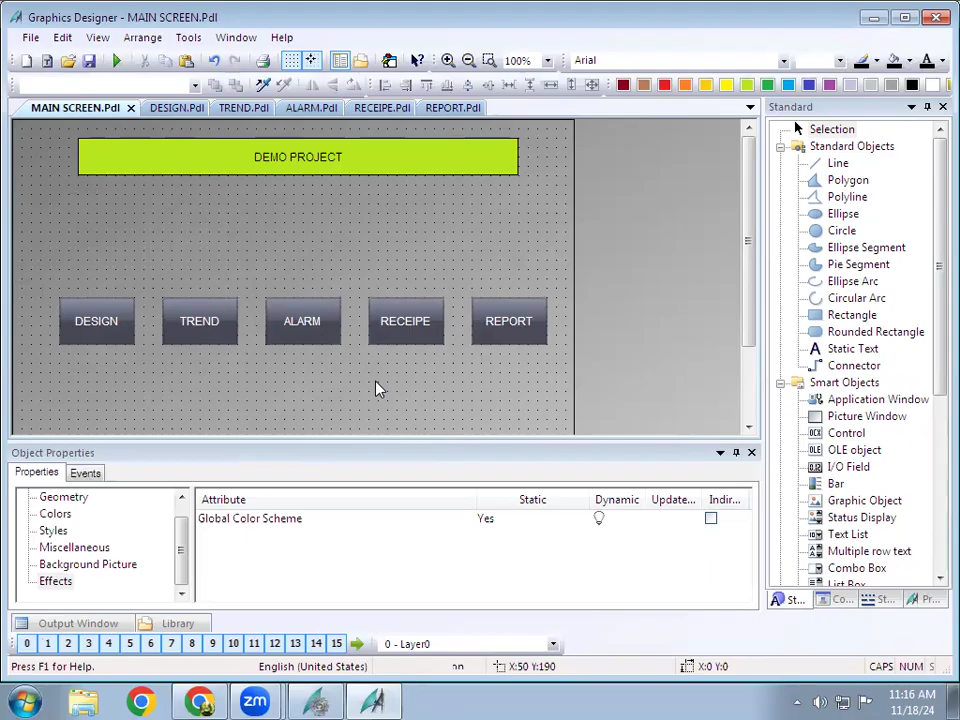 Graphics Designer - MAIN SCREEN.Pdl
File Edit View Arrange Tools Window Help
100% Arial
MAIN SCREEN.Pdl DESIGN.Pdl TREND.Pdl ALARM.Pdl RECEIPE.Pdl REPORT.Pdl
DEMO PROJECT
DESIGN TREND ALARM RECEIPE REPORT
Standard
Selection
Standard Objects
Line
Polygon
Polyline
Ellipse
Circle
Ellipse Segment
Pie Segment
Ellipse Arc
Circular Arc
Rectangle
Rounded Rectangle
Static Text
Connector
Smart Objects
Application Window
Picture Window
Control
OLE object
I/O Field
Bar
Graphic Object
Status Display
Text List
Multiple row text
Combo Box
List Box
St... Co... St... Pr...
Object Properties
Properties Events
Geometry
Colors
Styles
Miscellaneous
Background Picture
Effects
Attribute Static Dynamic Update... Indir...
Global Color Scheme Yes
Output Window Library
0 1 2 3 4 5 6 7 8 9 10 11 12 13 14 15 0 - Layer0
Press F1 for Help. English (United States) X:50 Y:190 X:0 Y:0 CAPS NUM S
zm
11:16 AM
11/18/24